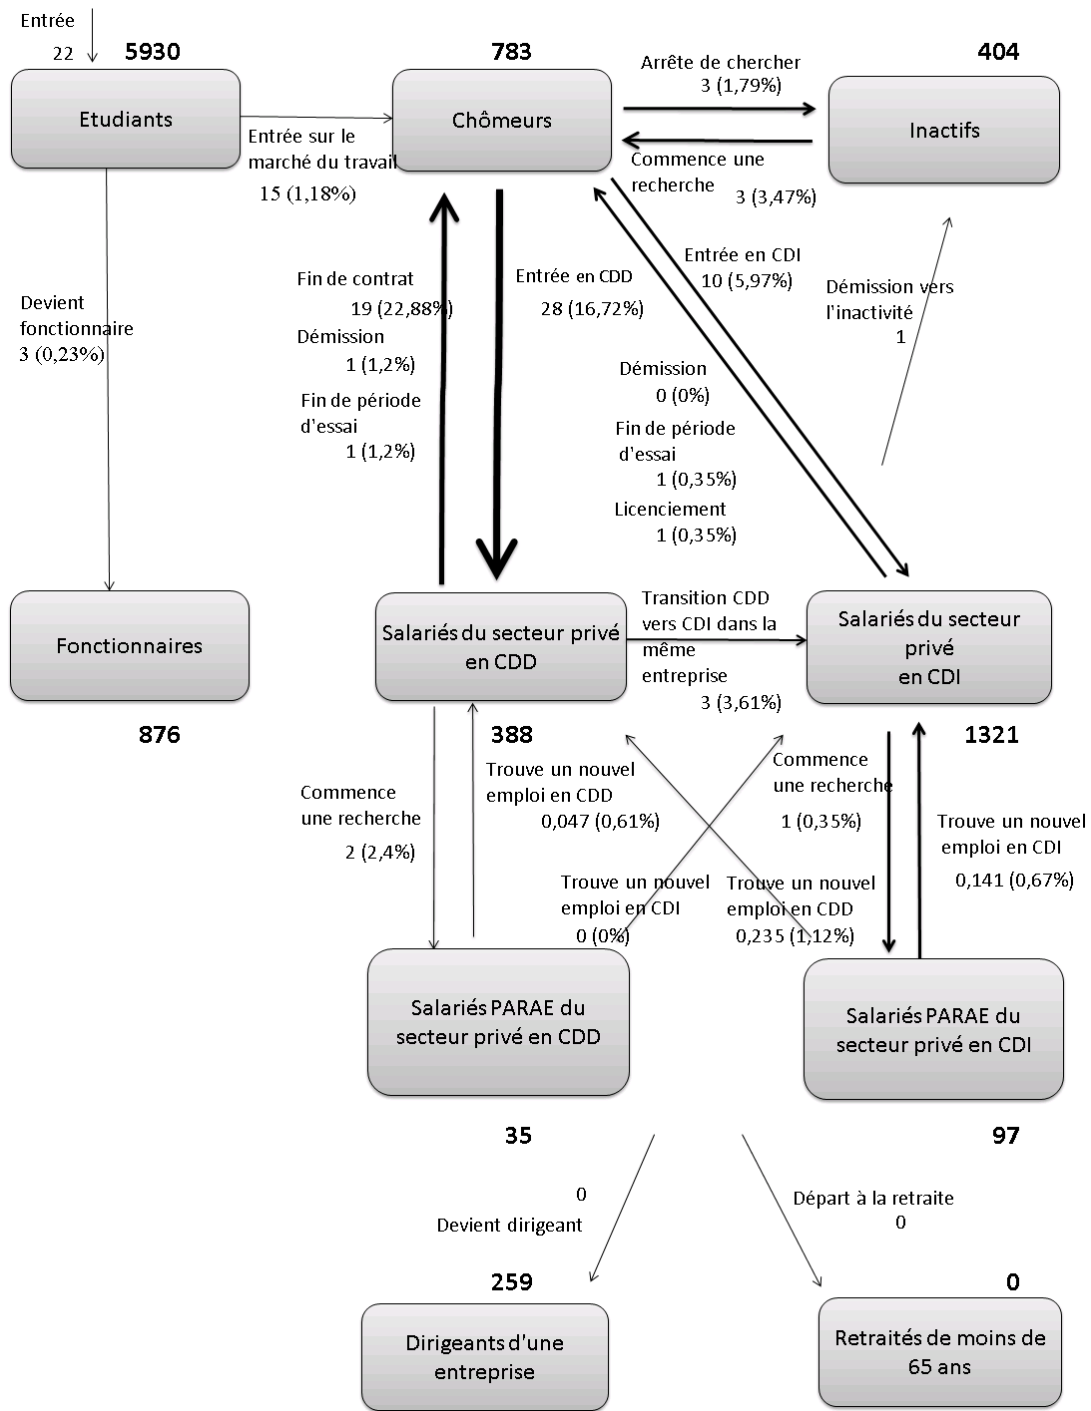 Entrée
22
5930
783
404
Etudiants
Chômeurs
Inactifs
Arrête de chercher
3 (1,79%)
Entrée sur le
marché du travail
15 (1,18%)
Commence une
recherche
3 (3,47%)
Devient
fonctionnaire
3 (0,23%)
Fin de contrat
19 (22,88%)
Démission
1 (1,2%)
Fin de période
d'essai
1 (1,2%)
Entrée en CDD
28 (16,72%)
Entrée en CDI
10 (5,97%)
Démission
0 (0%)
Fin de période
d'essai
1 (0,35%)
Licenciement
1 (0,35%)
Démission vers
l'inactivité
1
Fonctionnaires
876
Salariés du secteur privé
en CDD
388
Transition CDD
vers CDI dans la
même
entreprise
3 (3,61%)
Salariés du secteur
privé
en CDI
1321
Commence
une recherche
2 (2,4%)
Trouve un nouvel
emploi en CDD
0,047 (0,61%)
Commence
une recherche
1 (0,35%)
Trouve un nouvel
emploi en CDI
0,141 (0,67%)
Trouve un nouvel
emploi en CDI
0 (0%)
Trouve un nouvel
emploi en CDD
0,235 (1,12%)
Salariés PARAE du
secteur privé en CDD
35
Salariés PARAE du
secteur privé en CDI
97
0
Devient dirigeant
Départ à la retraite
0
259
Dirigeants d'une
entreprise
0
Retraités de moins de
65 ans